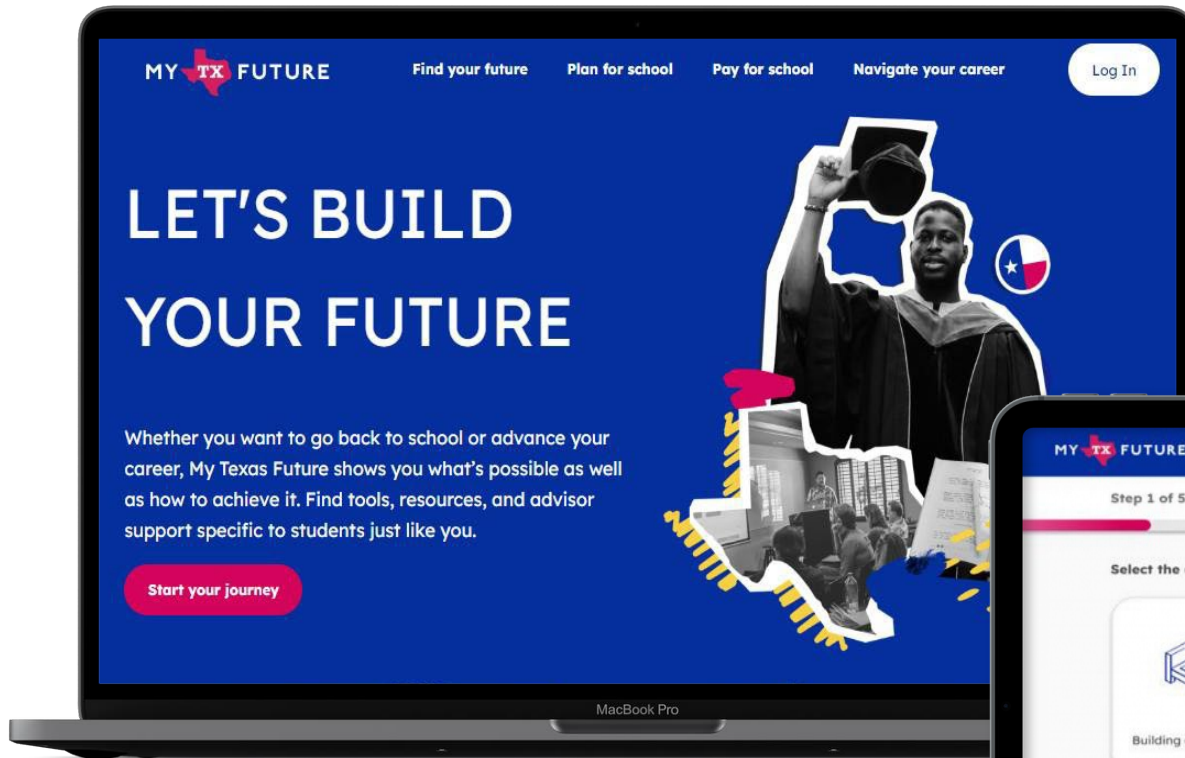 MY TX FUTURE
Find your future
Plan for school
Pay for school
Navigate your career
Log In
LET'S BUILD
YOUR FUTURE
Whether you want to go back to school or advance your
career, My Texas Future shows you what's possible as well
as how to achieve it. Find tools, resources, and advisor
support specific to students just like you.
Start your journey
MacBook Pro
MY TX FUTURE
Step 1 of 5
Select the
Building